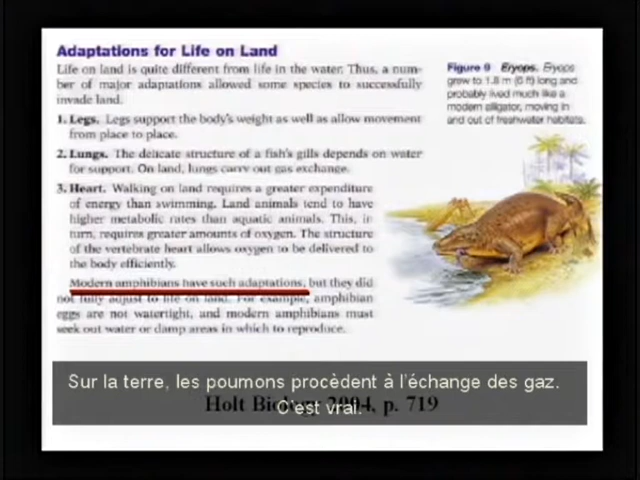 Adaptations for Life on Land
Life on land is quite different from life in the water. Thus, a num-
ber of major adaptations allowed some species to successfully
invade land.
1. Legs. Legs support the body's weight as well as allow movement
from place to place.
2. Lungs. The delicate structure of a fish's gills depends on water
for support. On land, lungs carry out gas exchange.
3. Heart. Walking on land requires a greater expenditure
of energy than swimming. Land animals tend to have
higher metabolic rates than aquatic animals. This, in
turn, requires greater amounts of oxygen. The structure
of the vertebrate heart allows oxygen to be delivered to
the body efficiently.
Modern amphibians have such adaptations, but they did
not fully adjust to life on land. For example, amphibian
eggs are not watertight, and modern amphibians must
seek out water or damp areas in which to reproduce.
Figure 9 Eryops. Eryops
grew to 1.8 m (6 ft) long and
probably lived much like a
modern alligator, moving in
and out of freshwater habitats.
Sur la terre, les poumons procèdent à l'échange des gaz.
C'est vrai.
Holt Biology 2004, p. 719